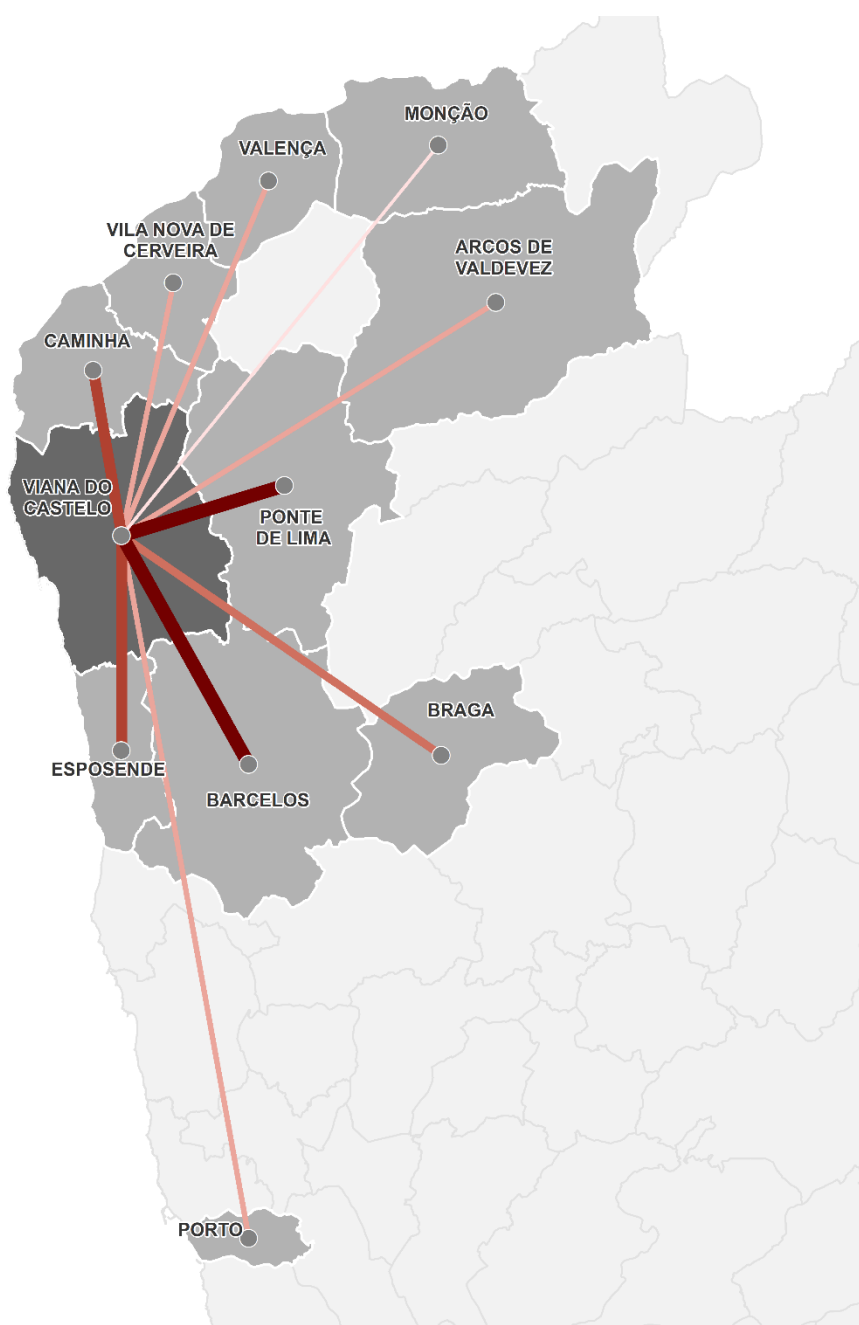 MONÇÃO
VALENÇA
VILA NOVA DE
CERVEIRA
ARCOS DE
VALDEVEZ
CAMINHA
VIANA DO
CASTELO
PONTE
DE LIMA
BRAGA
ESPOSENDE
BARCELOS
PORTO